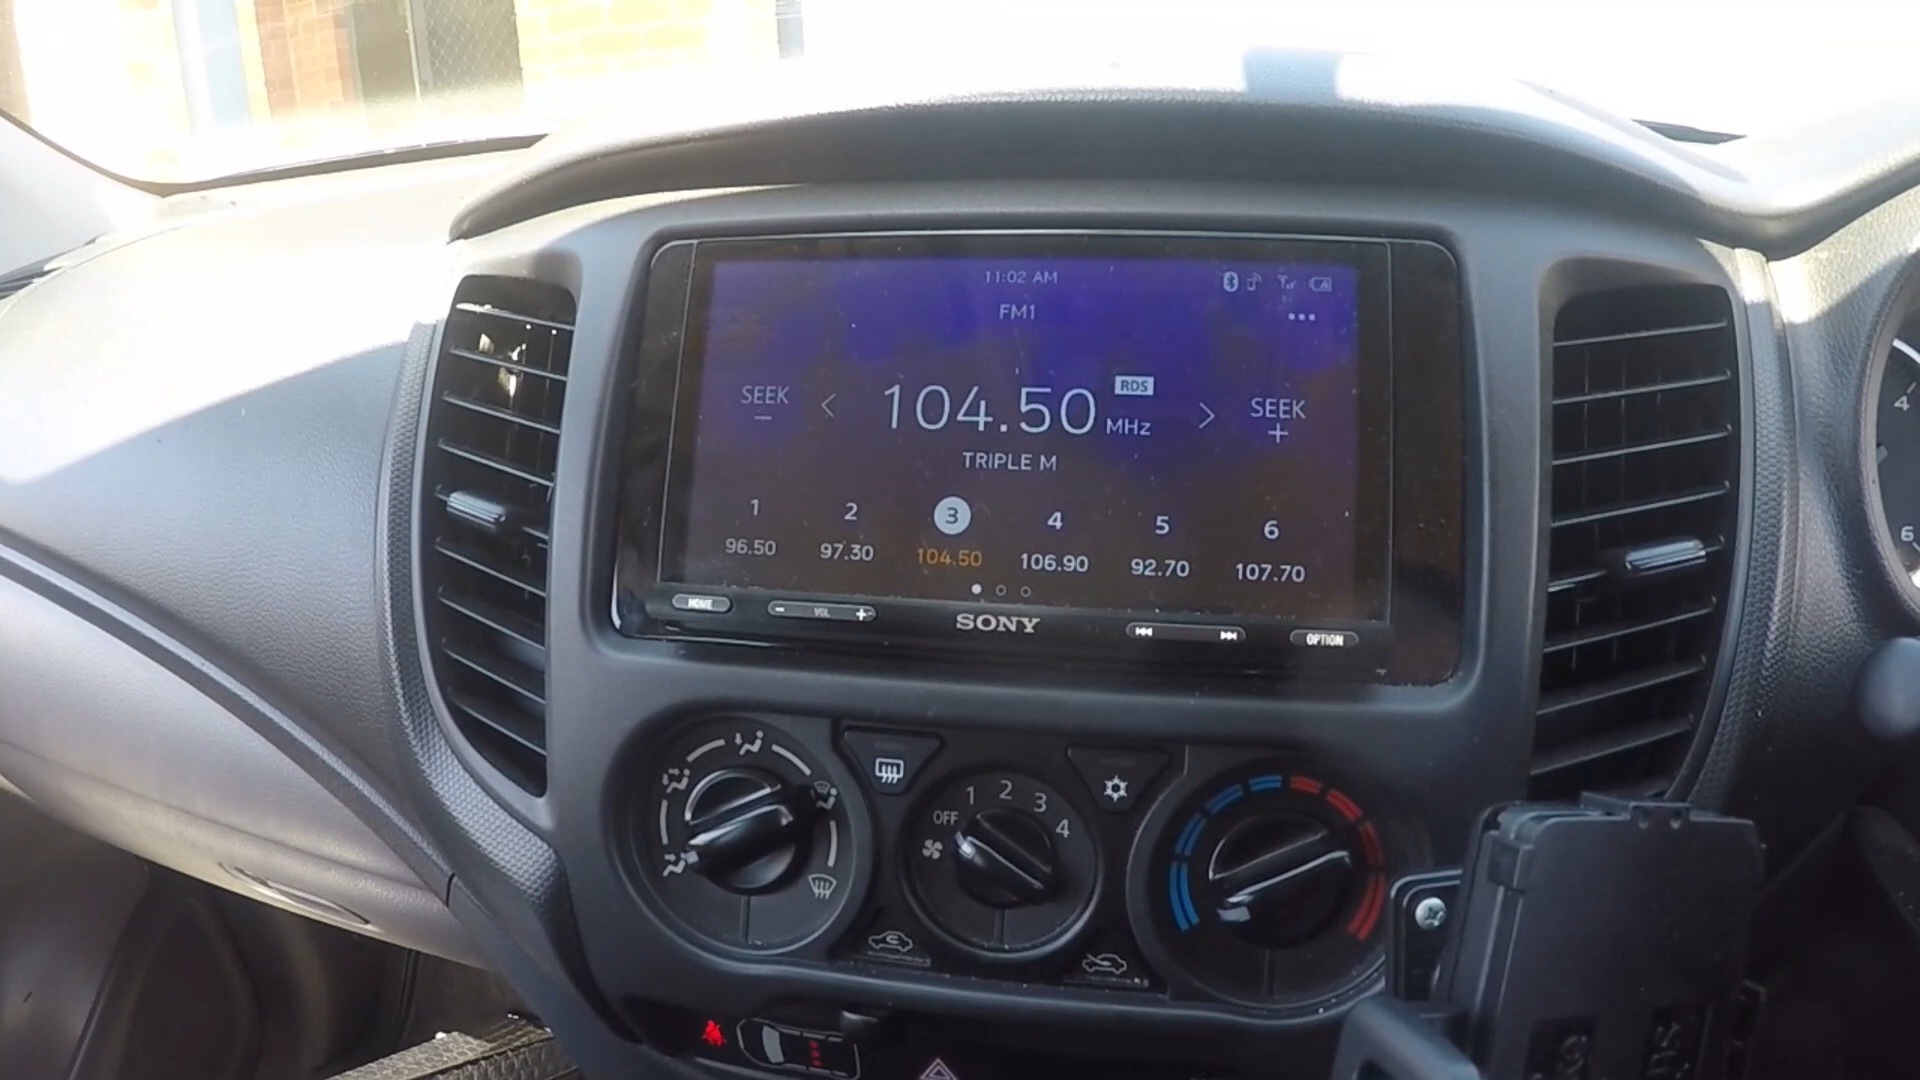 11:02 AM
FM1
SEEK
−
<
104.50 MHz
RDS
>
SEEK
+
TRIPLE M
1 2 3 4 5 6
96.50 97.30 104.50 106.90 92.70 107.70
HOME
− VOL +
SONY
OPTION
OFF 1 2 3 4
4
6